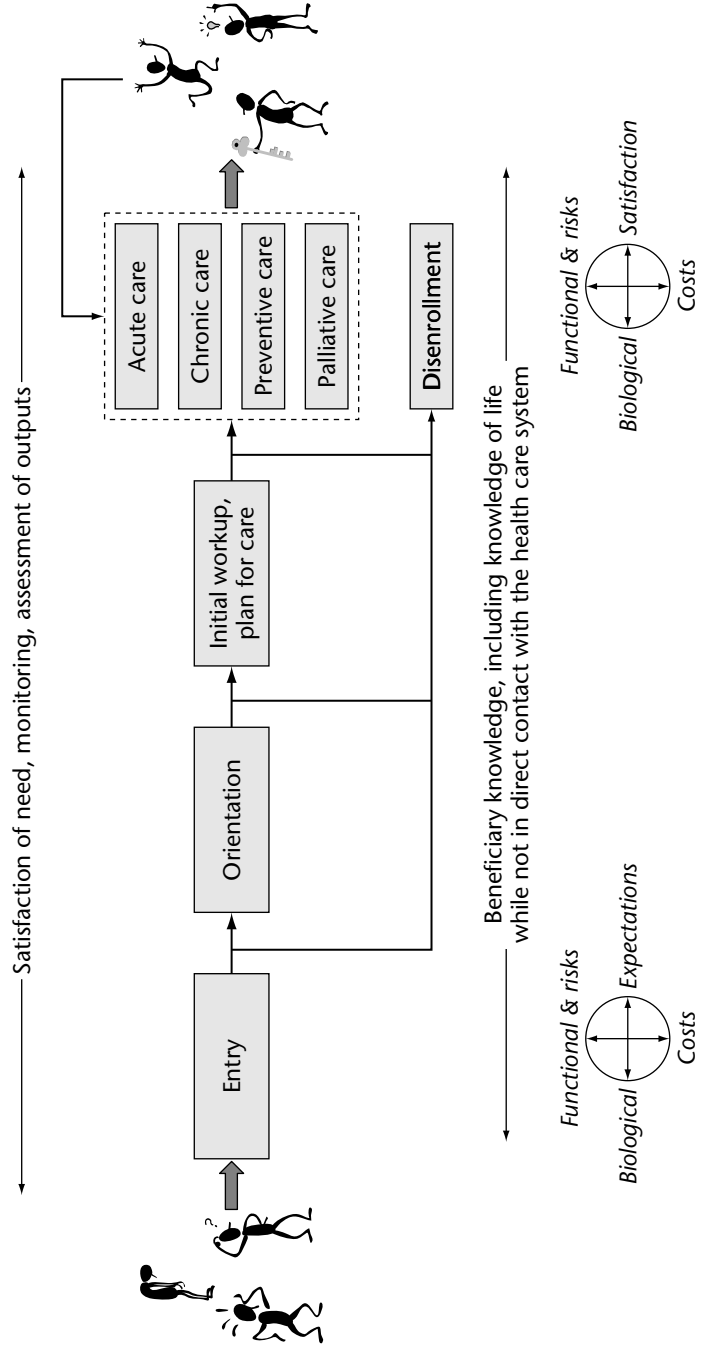 Satisfaction of need, monitoring, assessment of outputs
?
Entry
Orientation
Initial workup,
plan for care
Acute care
Chronic care
Preventive care
Palliative care
Disenrollment
Beneficiary knowledge, including knowledge of life
while not in direct contact with the health care system
Functional & risks
Biological
Expectations
Costs
Functional & risks
Biological
Satisfaction
Costs